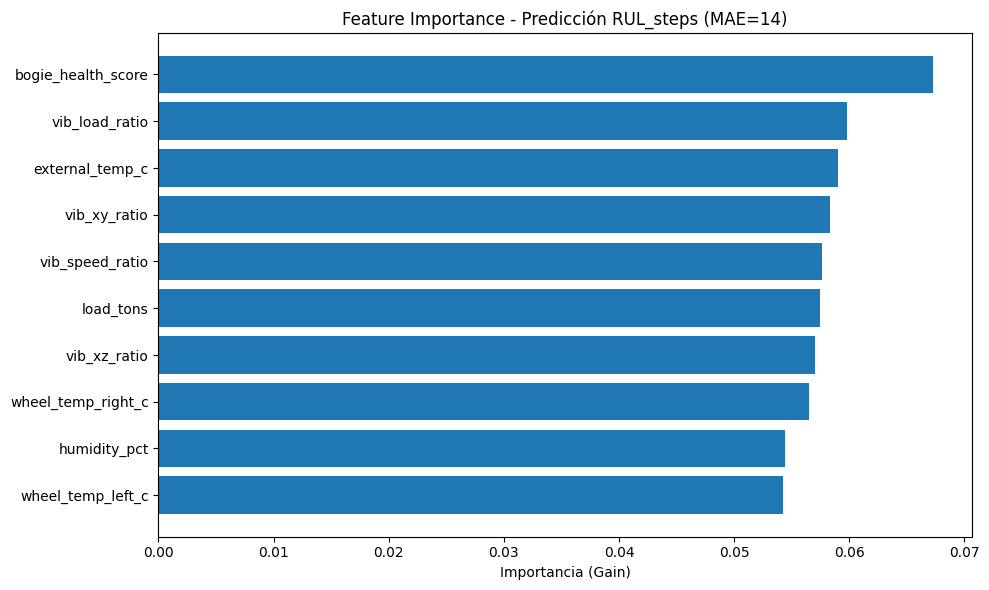 Feature Importance - Predicción RUL_steps (MAE=14)
bogie_health_score
vib_load_ratio
external_temp_c
vib_xy_ratio
vib_speed_ratio
load_tons
vib_xz_ratio
wheel_temp_right_c
humidity_pct
wheel_temp_left_c
0.00 0.01 0.02 0.03 0.04 0.05 0.06 0.07
Importancia (Gain)